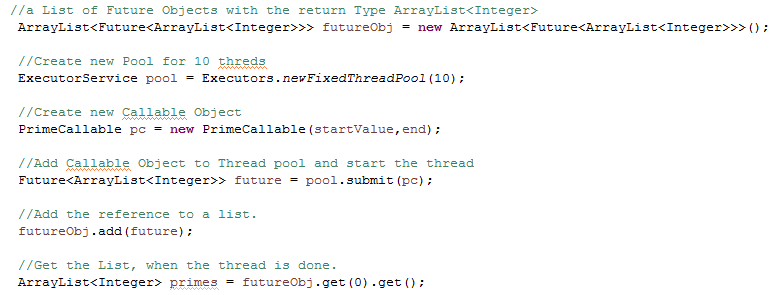 //a List of Future Objects with the return Type ArrayList<Integer>
ArrayList<Future<ArrayList<Integer>>> futureObj = new ArrayList<Future<ArrayList<Integer>>>();
//Create new Pool for 10 threds
ExecutorService pool = Executors.newFixedThreadPool(10);
//Create new Callable Object
PrimeCallable pc = new PrimeCallable(startValue,end);
//Add Callable Object to Thread pool and start the thread
Future<ArrayList<Integer>> future = pool.submit(pc);
//Add the reference to a list.
futureObj.add(future);
//Get the List, when the thread is done.
ArrayList<Integer> primes = futureObj.get(0).get();